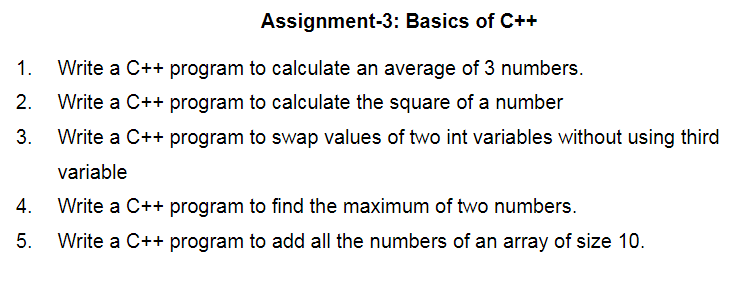 Assignment-3: Basics of C++
1. Write a C++ program to calculate an average of 3 numbers.
2. Write a C++ program to calculate the square of a number
3. Write a C++ program to swap values of two int variables without using third
variable
4. Write a C++ program to find the maximum of two numbers.
5. Write a C++ program to add all the numbers of an array of size 10.